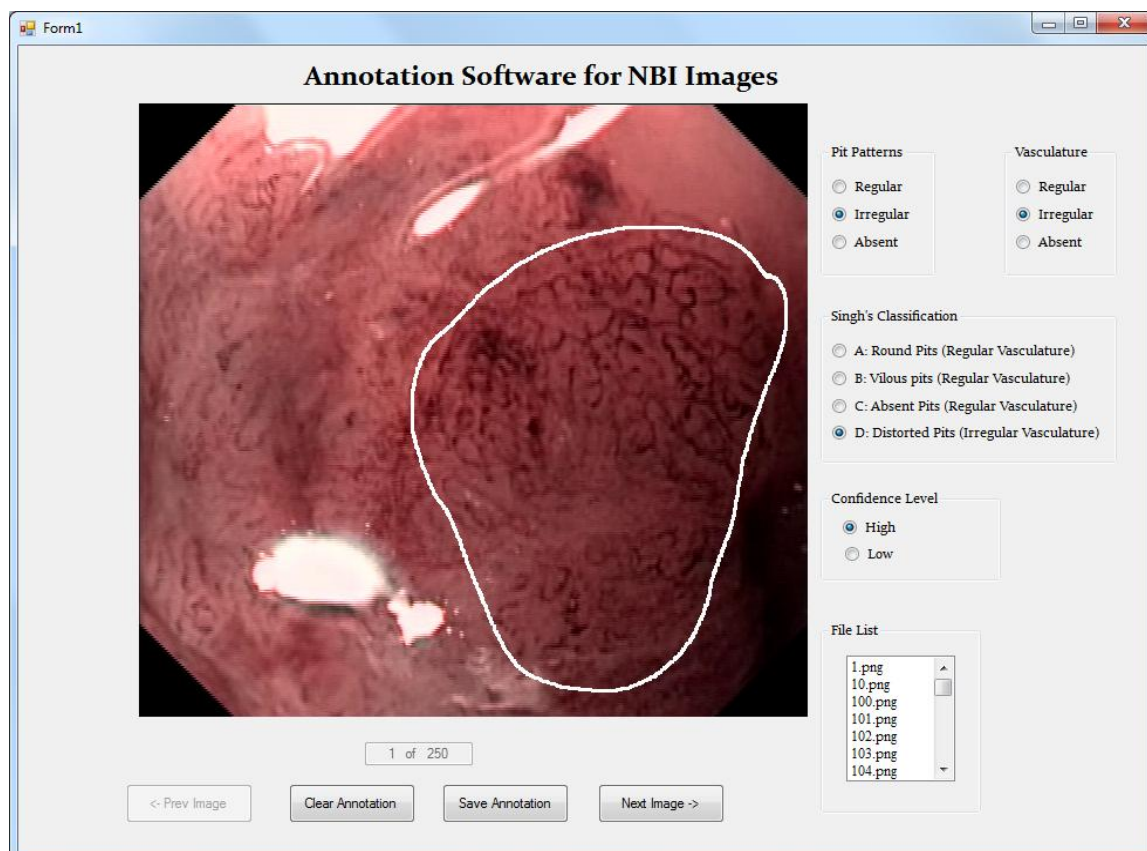 Form1
Annotation Software for NBI Images
Pit Patterns
Regular
Irregular
Absent
Vasculature
Regular
Irregular
Absent
Singh's Classification
A: Round Pits (Regular Vasculature)
B: Vilous pits (Regular Vasculature)
C: Absent Pits (Regular Vasculature)
D: Distorted Pits (Irregular Vasculature)
Confidence Level
High
Low
File List
1.png
10.png
100.png
101.png
102.png
103.png
104.png
1 of 250
<- Prev Image
Clear Annotation
Save Annotation
Next Image ->